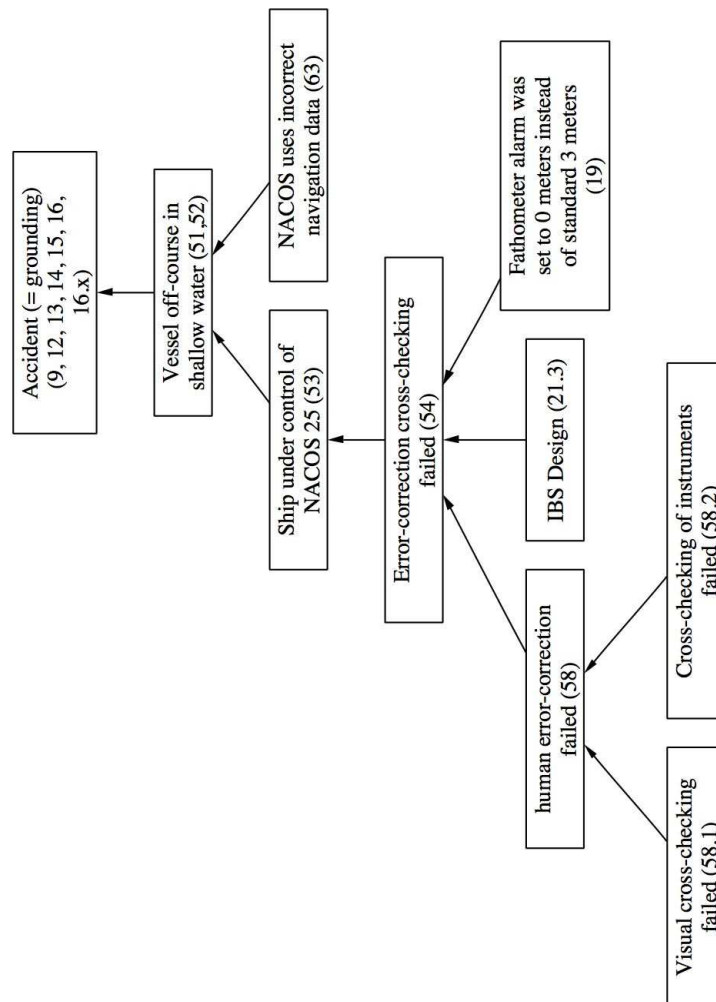 Accident (= grounding)
(9, 12, 13, 14, 15, 16,
16.x)
Vessel off-course in
shallow water (51,52)
Ship under control of
NACOS 25 (53)
NACOS uses incorrect
navigation data (63)
Error-correction cross-checking
failed (54)
human error-correction
failed (58)
IBS Design (21.3)
Fathometer alarm was
set to 0 meters instead
of standard 3 meters
(19)
Visual cross-checking
failed (58.1)
Cross-checking of instruments
failed (58.2)